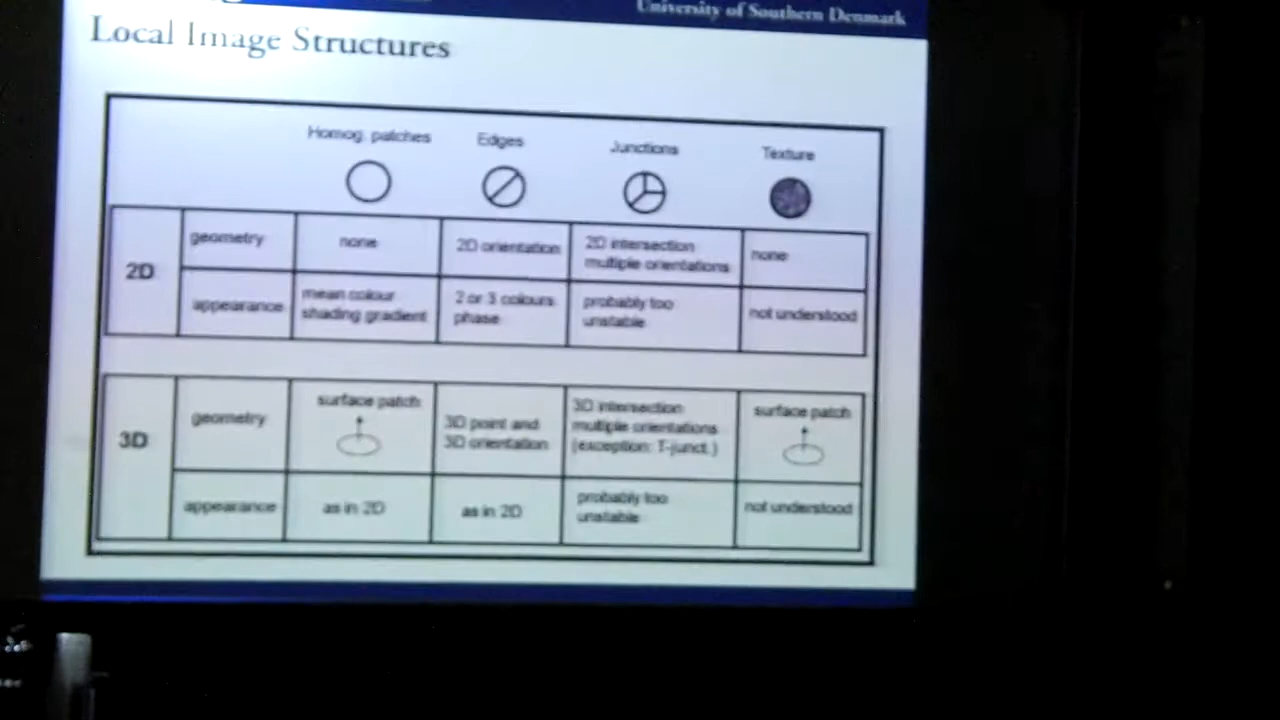 University of Southern Denmark
Local Image Structures
Homog. patches Edges Junctions Texture
2D
geometry
none
2D orientation
2D intersection
multiple orientations
none
appearance
mean colour
shading gradient
2 or 3 colours
phase
probably too
unstable
not understood
3D
geometry
surface patch
3D point and
3D orientation
3D intersection
multiple orientations
(exception: T-junct.)
surface patch
appearance
as in 2D
as in 2D
probably too
unstable
not understood